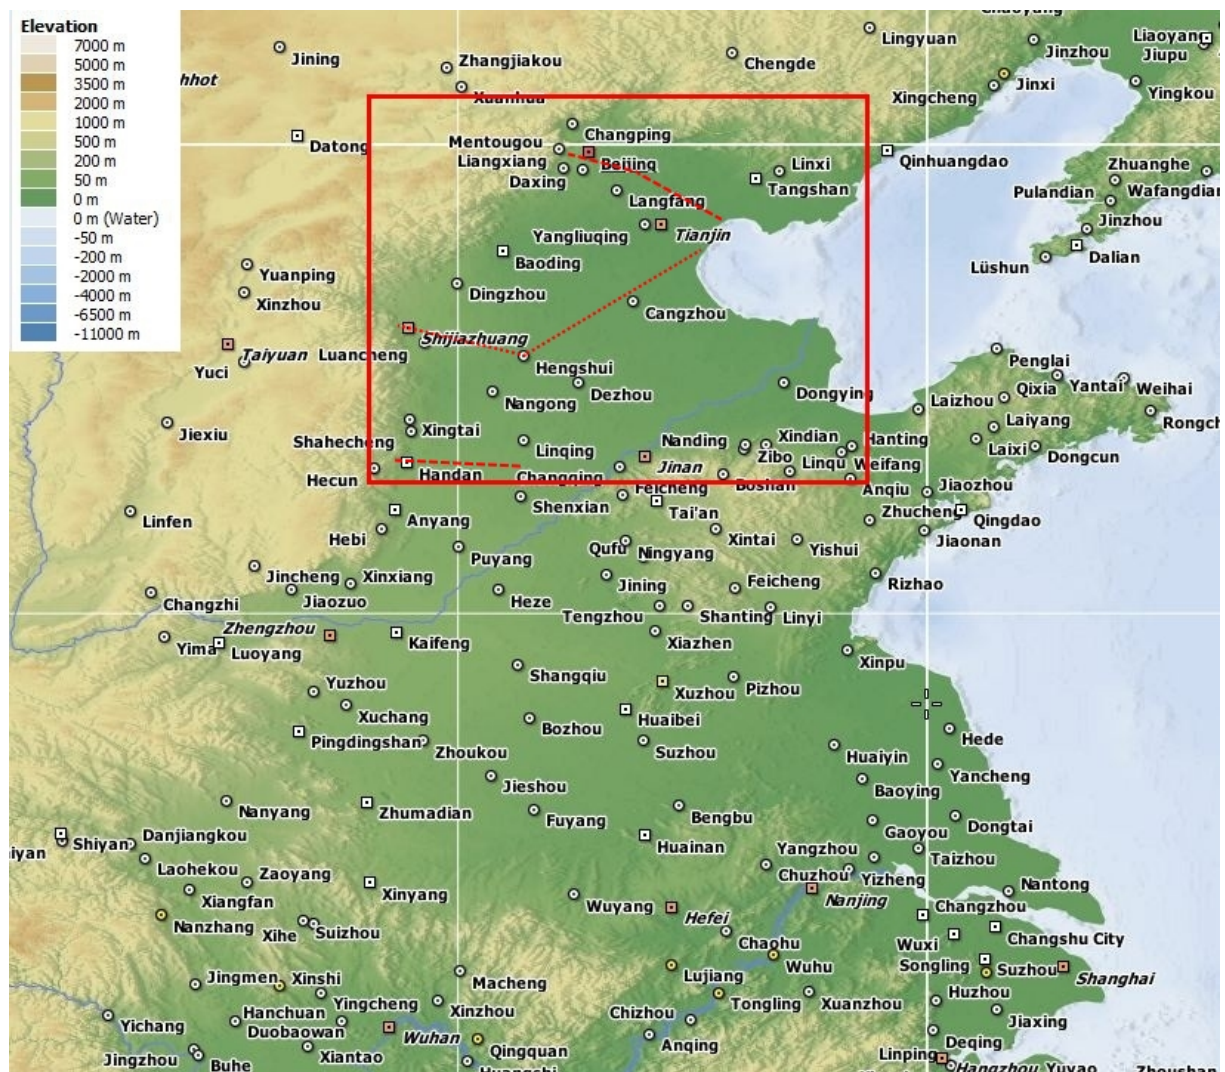 Elevation
7000 m
5000 m
3500 m
2000 m
1000 m
500 m
200 m
50 m
0 m
0 m (Water)
-50 m
-200 m
-2000 m
-4000 m
-6500 m
-11000 m
Lingyuan
Jinzhou
Liaoyang
Jiupu
Jining
Zhangjiakou
Chengde
hhot
Xuanhua
Xingcheng
Jinxi
Yingkou
Datong
Changping
Mentougou
Beijing
Liangxiang
Daxing
Linxi
Tangshan
Qinhuangdao
Zhuanghe
Pulandian
Wafangdian
Langfang
Jinzhou
Yangliuqing
Tianjin
Dalian
Lüshun
Baoding
Yuanping
Xinzhou
Dingzhou
Cangzhou
Shijiazhuang
Taiyuan
Luancheng
Yuci
Hengshui
Penglai
Nangong
Dezhou
Dongying
Laizhou
Qixia
Yantai
Weihai
Jiexiu
Xingtai
Laiyang
Rongch
Shahecheng
Linqing
Nanding
Xindian
Hanting
Zibo
Laixi
Dongcun
Hecun
Handan
Changqing
Jinan
Linqu
Weifang
Boshan
Anqiu
Jiaozhou
Shenxian
Feicheng
Tai'an
Zhucheng
Qingdao
Linfen
Anyang
Hebi
Xintai
Yishui
Jiaonan
Puyang
Qufu
Ningyang
Jincheng
Xinxiang
Jining
Feicheng
Rizhao
Changzhi
Jiaozuo
Heze
Tengzhou
Shanting
Linyi
Zhengzhou
Yima
Luoyang
Kaifeng
Xiazhen
Xinpu
Shangqiu
Yuzhou
Xuzhou
Pizhou
Xuchang
Bozhou
Huaibei
Pingdingshan
Zhoukou
Suzhou
Hede
Huaiyin
Yancheng
Jieshou
Baoying
Nanyang
Zhumadian
Fuyang
Bengbu
Gaoyou
Dongtai
iyan
Shiyan
Danjiangkou
Huainan
Yangzhou
Taizhou
Laohekou
Zaoyang
Chuzhou
Yizheng
Xiangfan
Xinyang
Nantong
Nanzhang
Wuyang
Hefei
Nanjing
Changzhou
Xihe
Suizhou
Chaohu
Wuxi
Changshu City
Jingmen
Xinshi
Macheng
Lujiang
Wuhu
Songling
Suzhou
Shanghai
Hanchuan
Yingcheng
Xinzhou
Tongling
Xuanzhou
Huzhou
Yichang
Duobaowan
Wuhan
Chizhou
Jiaxing
Jingzhou
Buhe
Xiantao
Qingquan
Anqing
Deqing
Linping
Hangzhou
Yuyao